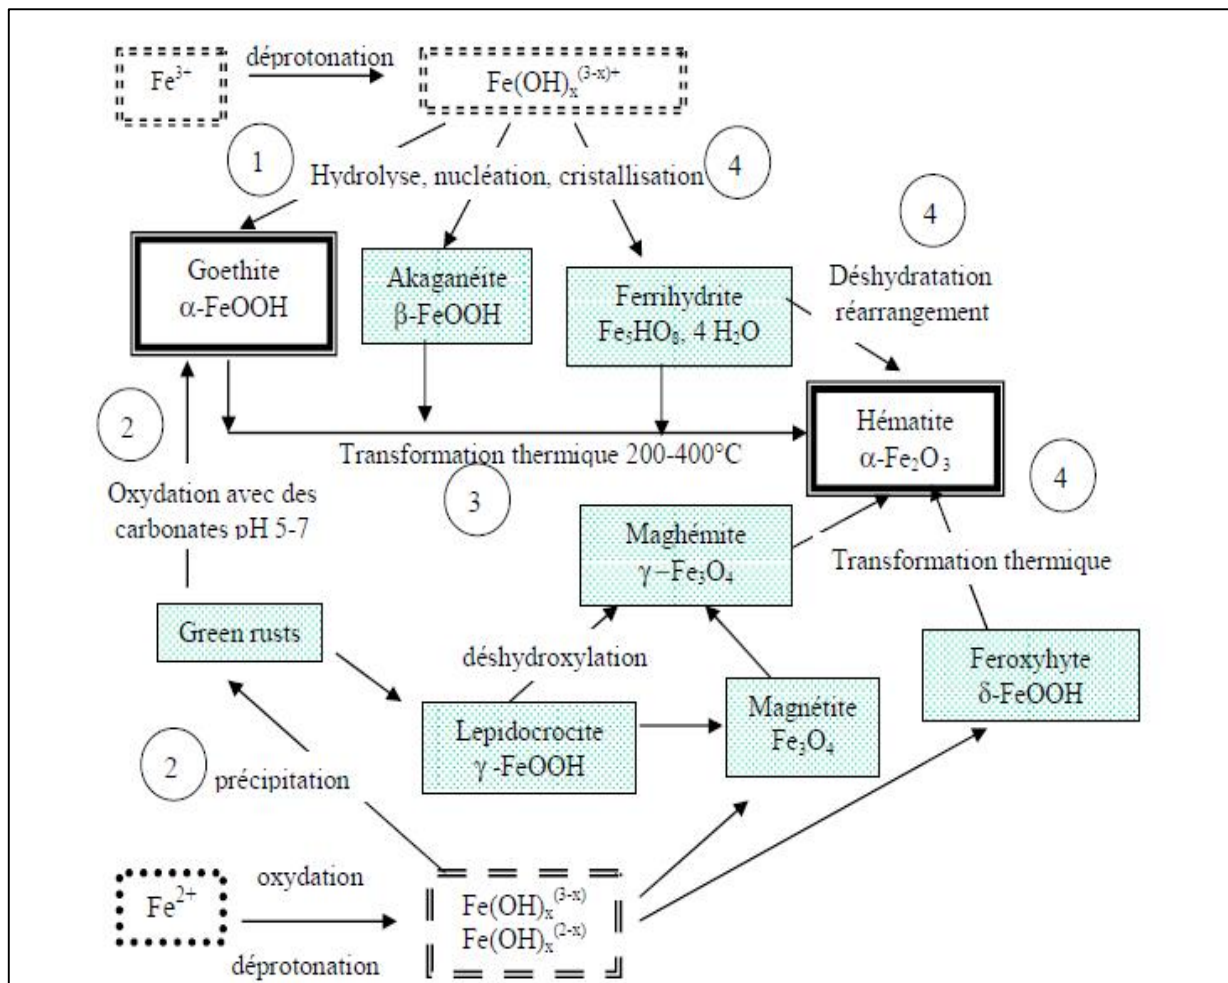 Fe³⁺
déprotonation
Fe(OH)ₓ⁽³⁻ˣ⁾⁺
1
Hydrolyse, nucléation, cristallisation
4
4
Goethite
α-FeOOH
Akaganéite
β-FeOOH
Ferrihydrite
Fe₅HO₈, 4 H₂O
Déshydratation
réarrangement
2
Hématite
α-Fe₂O₃
Transformation thermique 200-400°C
3
4
Oxydation avec des
carbonates pH 5-7
Maghémite
γ–Fe₃O₄
Transformation thermique
Green rusts
déshydroxylation
Feroxyhyte
δ-FeOOH
Lepidocrocite
γ -FeOOH
Magnétite
Fe₃O₄
2
précipitation
Fe²⁺
oxydation
déprotonation
Fe(OH)ₓ⁽³⁻ˣ⁾
Fe(OH)ₓ⁽²⁻ˣ⁾